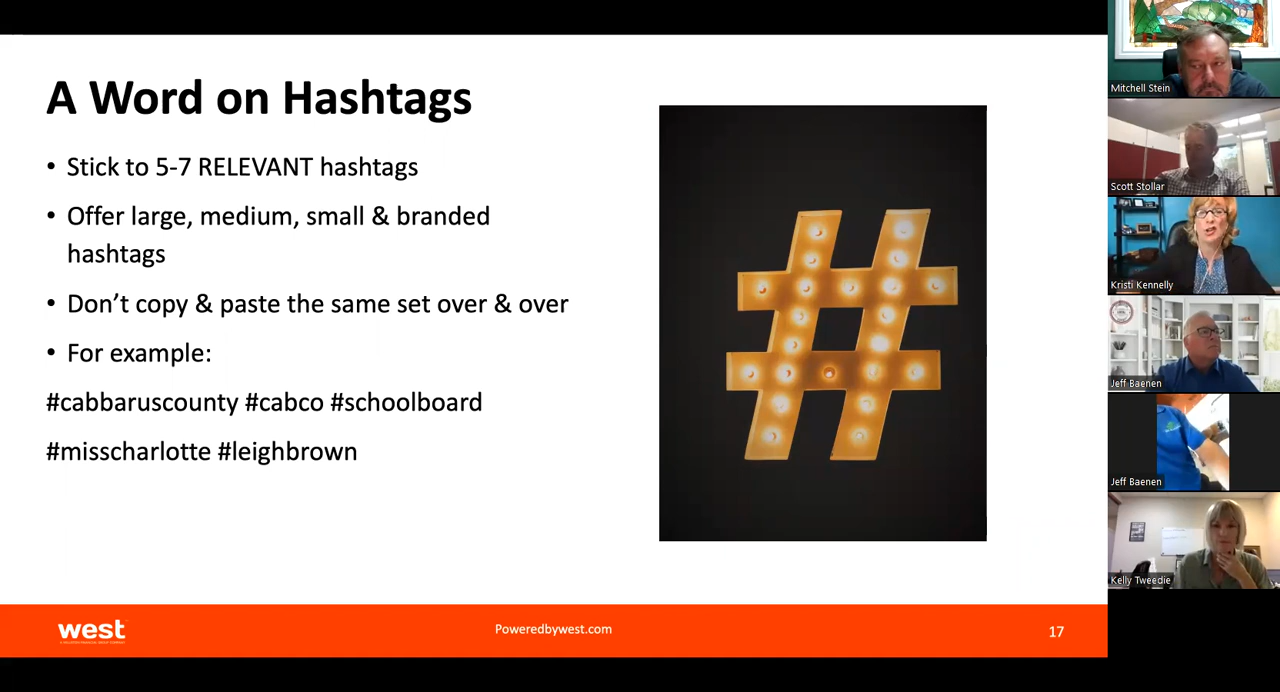 A Word on Hashtags
• Stick to 5-7 RELEVANT hashtags
• Offer large, medium, small & branded
hashtags
• Don’t copy & paste the same set over & over
• For example:
#cabbaruscounty #cabco #schoolboard
#misscharlotte #leighbrown
#
west
Poweredbywest.com
17
Mitchell Stein
Scott Stollar
Kristi Kennelly
Jeff Baenen
Jeff Baenen
Kelly Tweedie